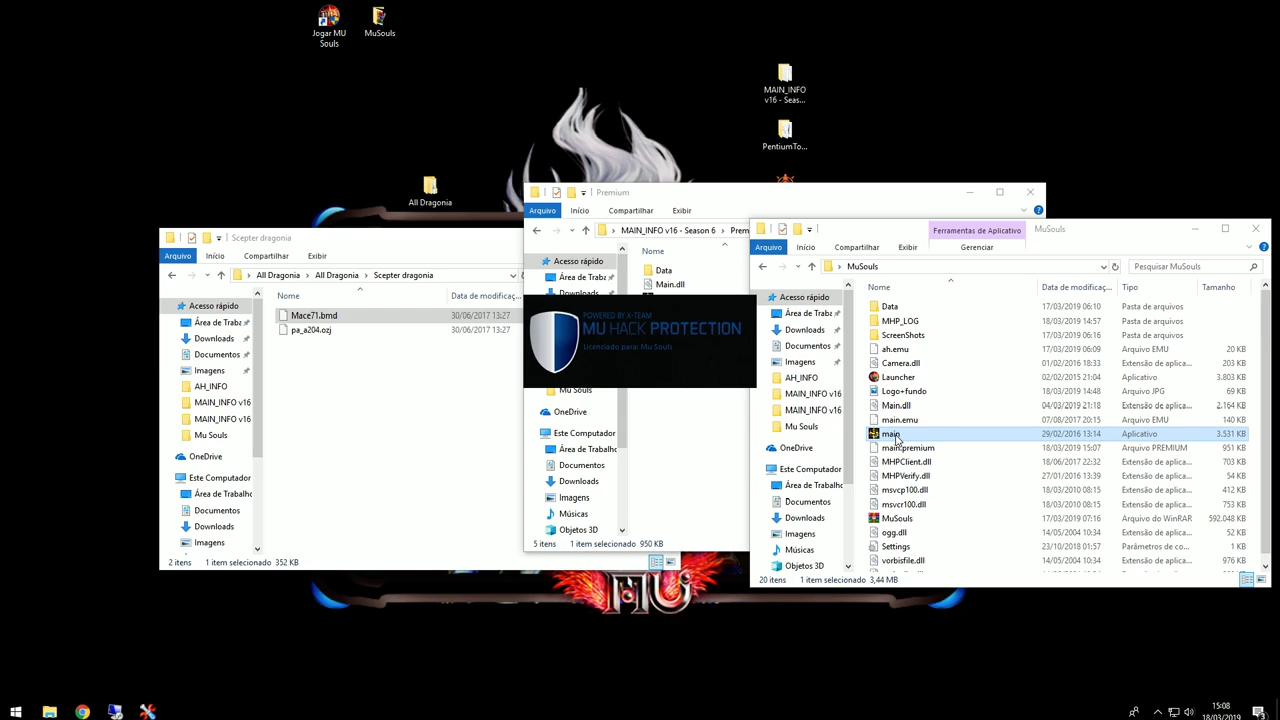 Jogar MU
Souls
MuSouls
MAIN_INFO
v16 - Seas...
PentiumTo...
All Dragonia
Scepter dragonia
Arquivo
Início
Compartilhar
Exibir
All Dragonia > All Dragonia > Scepter dragonia
Acesso rápido
Área de Traba
Downloads
Documentos
Imagens
AH_INFO
MAIN_INFO v16
MAIN_INFO v16
Mu Souls
OneDrive
Este Computador
Área de Trabalho
Documentos
Downloads
Imagens
Nome
Data de modificaç...
Mace71.bmd
30/06/2017 13:27
pa_a204.ozj
30/06/2017 13:27
2 itens
1 item selecionado 352 KB
Premium
Arquivo
Início
Compartilhar
Exibir
MAIN_INFO v16 - Season 6 > Prem
Acesso rápido
Área de Traba
Downloads
Nome
Data
Main.dll
POWERED BY X-TEAM
MU HACK PROTECTION
Licenciado para: Mu Souls
Mu Souls
OneDrive
Este Computador
Área de Trabalho
Documentos
Downloads
Imagens
Músicas
Objetos 3D
5 itens
1 item selecionado 950 KB
Ferramentas de Aplicativo
MuSouls
Arquivo
Início
Compartilhar
Exibir
Gerenciar
MuSouls
Pesquisar MuSouls
Acesso rápido
Área de Traba
Downloads
Documentos
Imagens
AH_INFO
MAIN_INFO v16
MAIN_INFO v16
Mu Souls
OneDrive
Este Computador
Área de Trabalho
Documentos
Downloads
Imagens
Músicas
Objetos 3D
Nome
Data de modificaç...
Tipo
Tamanho
Data 17/03/2019 06:10 Pasta de arquivos
MHP_LOG 18/03/2019 14:57 Pasta de arquivos
ScreenShots 17/03/2019 06:16 Pasta de arquivos
ah.emu 17/03/2019 06:09 Arquivo EMU 20 KB
Camera.dll 01/02/2016 18:33 Extensão de aplica... 203 KB
Launcher 02/02/2015 21:04 Aplicativo 3.803 KB
Logo+fundo 18/03/2019 14:48 Arquivo JPG 69 KB
Main.dll 04/03/2019 21:18 Extensão de aplica... 2.164 KB
main.emu 07/08/2017 20:15 Arquivo EMU 140 KB
main 29/02/2016 13:14 Aplicativo 3.531 KB
main.premium 18/03/2019 15:07 Arquivo PREMIUM 951 KB
MHPClient.dll 18/06/2017 22:32 Extensão de aplica... 703 KB
MHPVerify.dll 27/01/2016 13:39 Extensão de aplica... 54 KB
msvcp100.dll 18/03/2010 08:15 Extensão de aplica... 412 KB
msvcr100.dll 18/03/2010 08:15 Extensão de aplica... 753 KB
MuSouls 17/03/2019 07:16 Arquivo do WinRAR 592.048 KB
ogg.dll 14/05/2004 10:34 Extensão de aplica... 52 KB
Settings 23/10/2018 01:57 Parâmetros de co... 1 KB
vorbisfile.dll 14/05/2004 10:34 Extensão de aplica... 976 KB
20 itens
1 item selecionado 3,44 MB
MU
15:08
18/03/2019